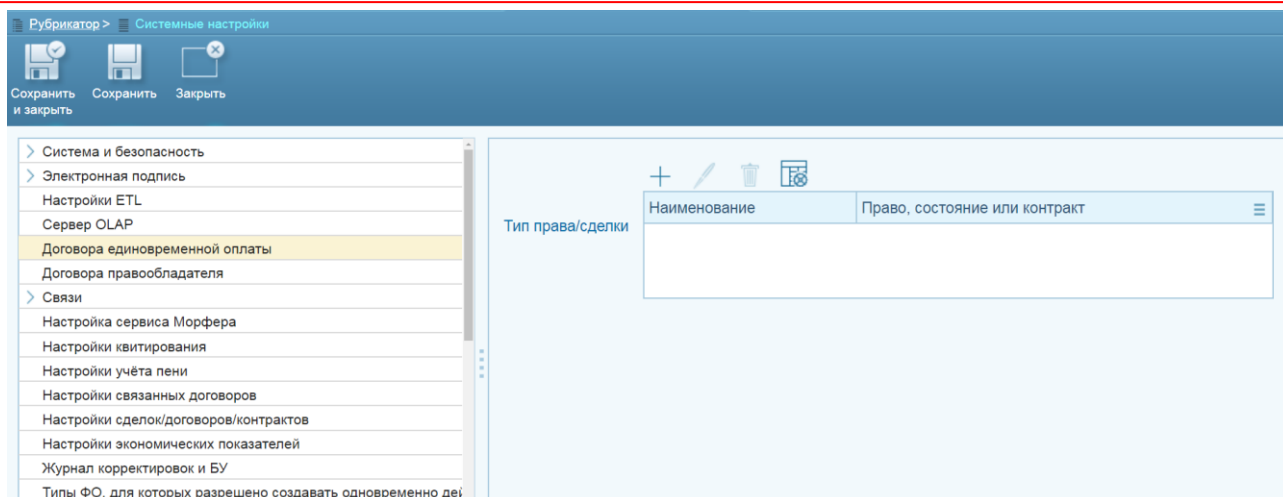 Рубрикатор > Системные настройки
Сохранить и закрыть
Сохранить
Закрыть
Система и безопасность
Электронная подпись
Настройки ETL
Сервер OLAP
Договора единовременной оплаты
Договора правообладателя
Связи
Настройка сервиса Морфера
Настройки квитирования
Настройки учёта пени
Настройки связанных договоров
Настройки сделок/договоров/контрактов
Настройки экономических показателей
Журнал корректировок и БУ
Типы ФО, для которых разрешено создавать одновременно
Тип права/сделки
Наименование
Право, состояние или контракт